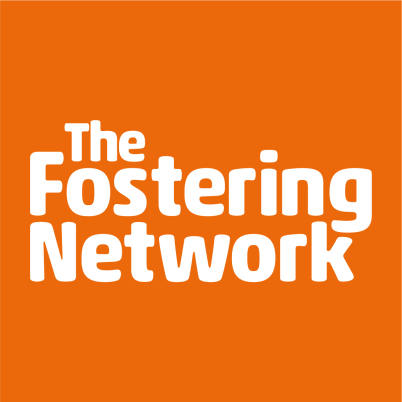 The
Fostering
Network